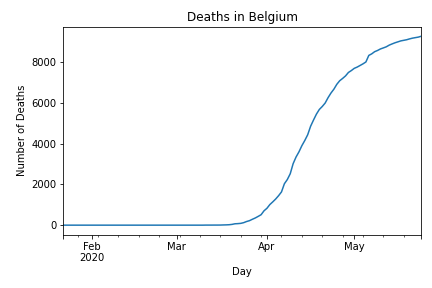 Deaths in Belgium
Number of Deaths
8000
6000
4000
2000
0
Feb
2020
Mar
Apr
May
Day